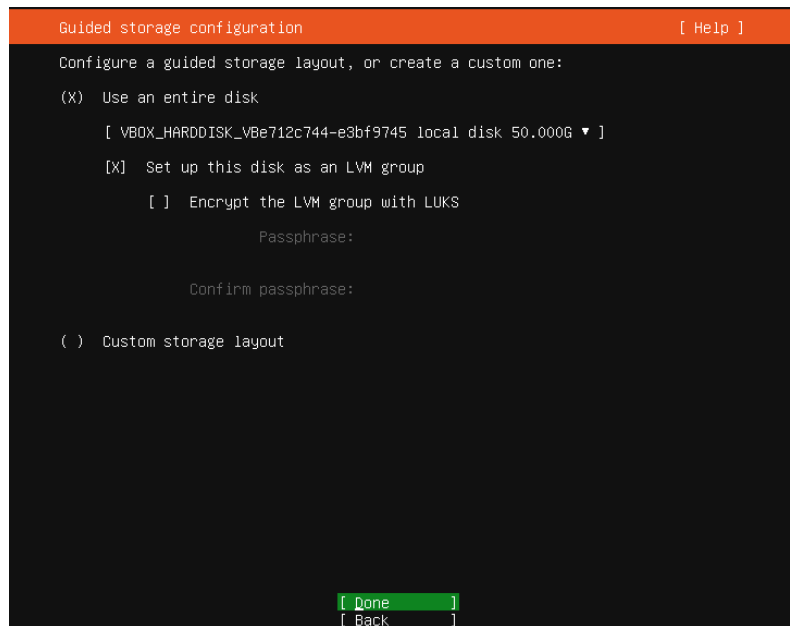 Guided storage configuration [ Help ]
Configure a guided storage layout, or create a custom one:
(X) Use an entire disk
[ VBOX_HARDDISK_VBe712c744-e3bf9745 local disk 50.000G ▾ ]
[X] Set up this disk as an LVM group
[ ] Encrypt the LVM group with LUKS
Passphrase:
Confirm passphrase:
( ) Custom storage layout
[ Done ]
[ Back ]